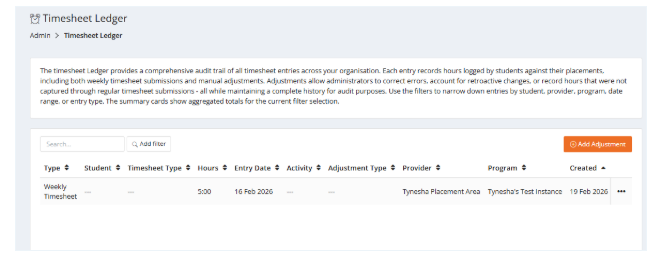 Timesheet Ledger
Admin > Timesheet Ledger
The timesheet Ledger provides a comprehensive audit trail of all timesheet entries across your organisation. Each entry records hours logged by students against their placements,
including both weekly timesheet submissions and manual adjustments. Adjustments allow administrators to correct errors, account for retroactive changes, or record hours that were not
captured through regular timesheet submissions - all while maintaining a complete history for audit purposes. Use the filters to narrow down entries by student, provider, program, date
range, or entry type. The summary cards show aggregated totals for the current filter selection.
Search... Add filter Add Adjustment
Type Student Timesheet Type Hours Entry Date Activity Adjustment Type Provider Program Created
Weekly
Timesheet — — 5:00 16 Feb 2026 — — Tynesha Placement Area Tynesha's Test Instance 19 Feb 2026 •••